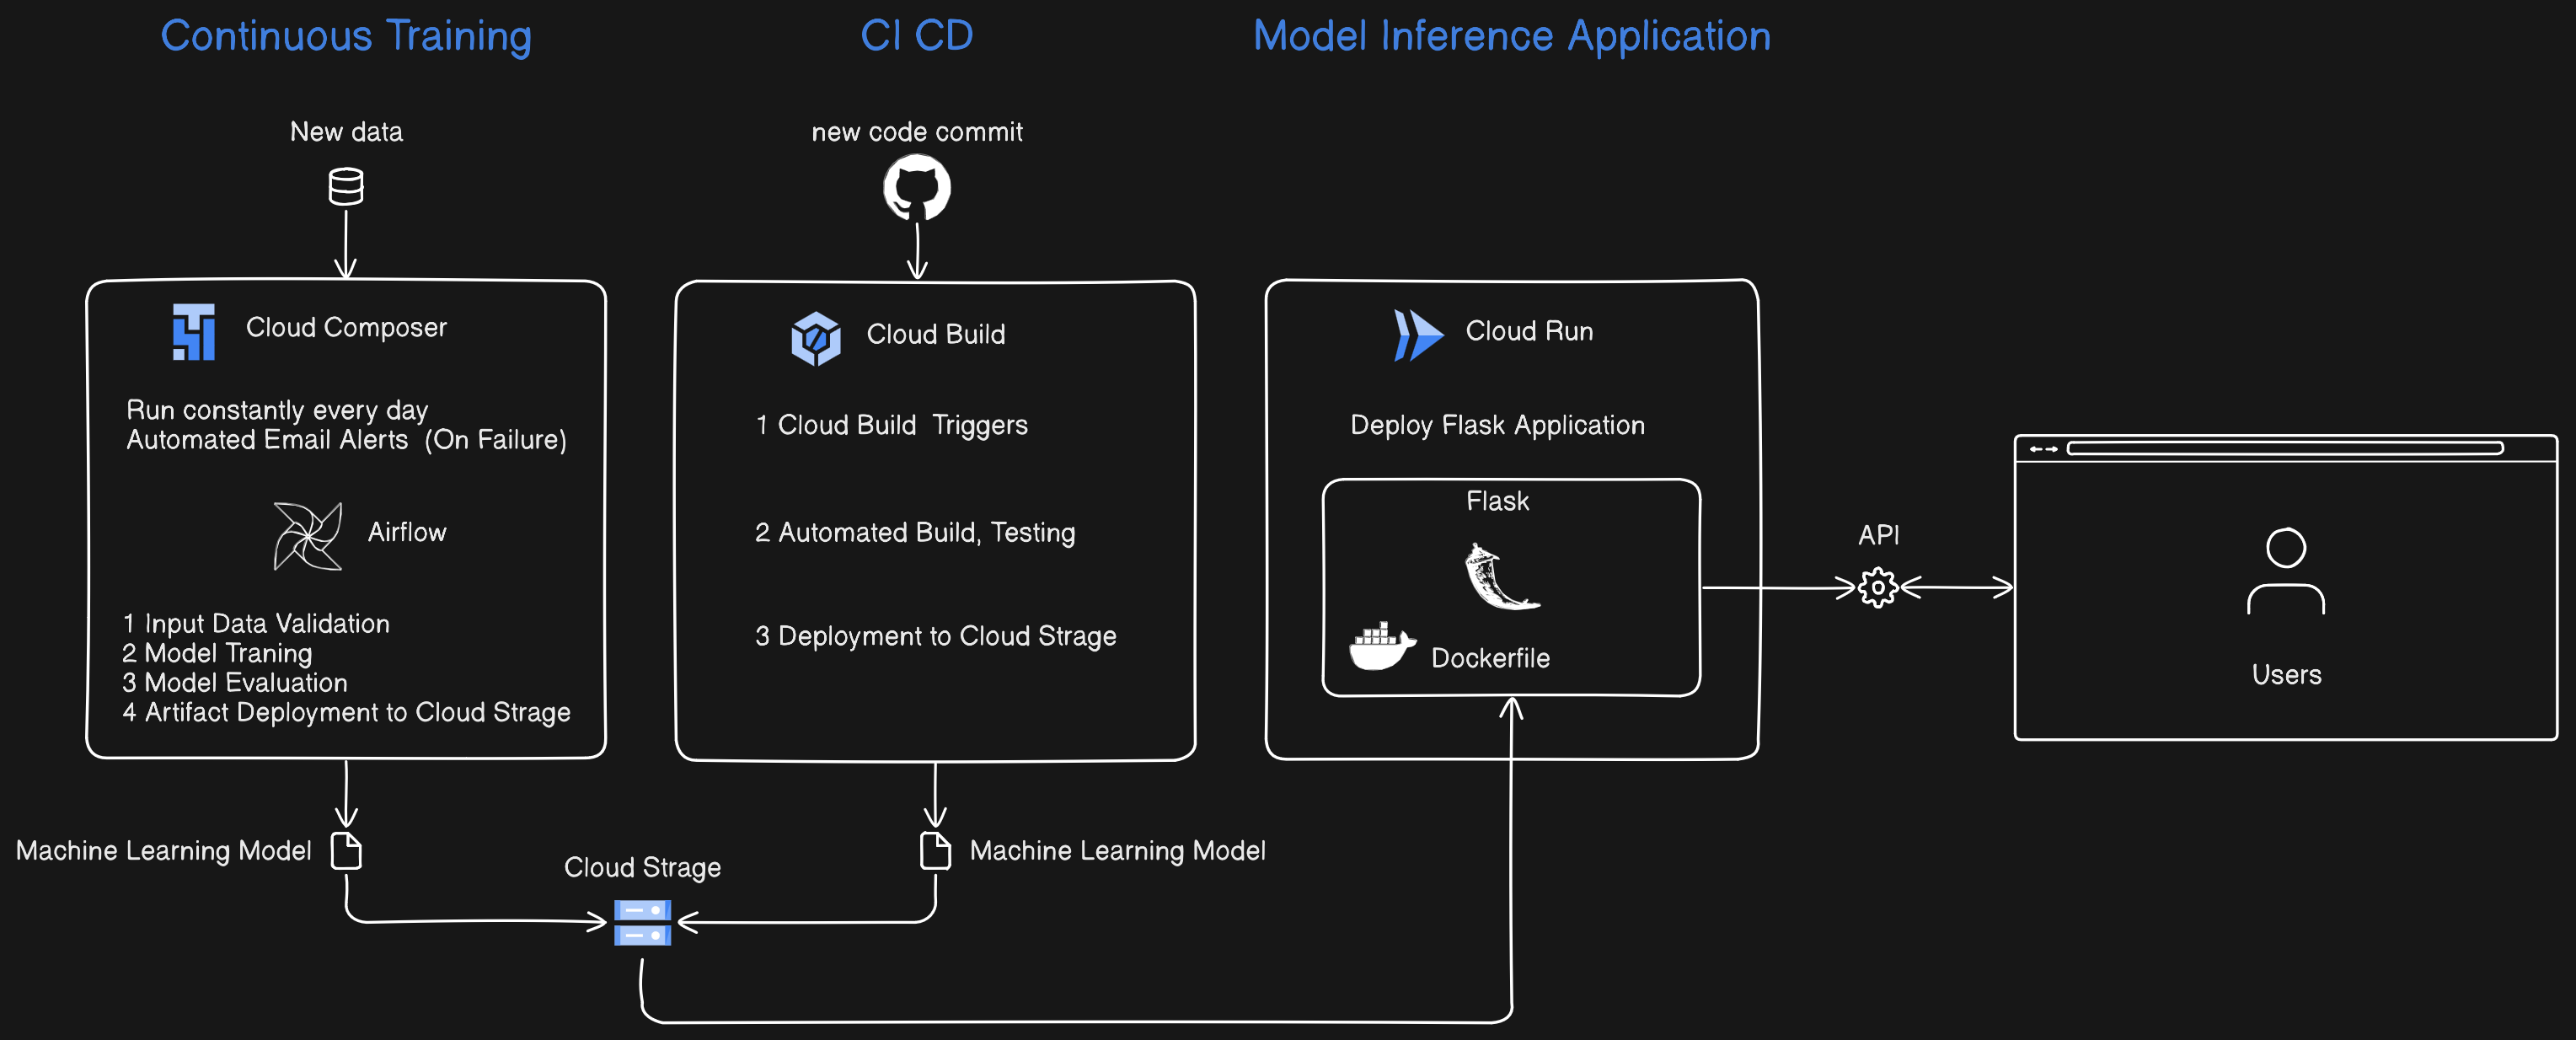 Continuous Training
CI CD
Model Inference Application
New data
new code commit
Cloud Composer
Run constantly every day
Automated Email Alerts (On Failure)
Airflow
1 Input Data Validation
2 Model Traning
3 Model Evaluation
4 Artifact Deployment to Cloud Strage
Cloud Build
1 Cloud Build Triggers
2 Automated Build, Testing
3 Deployment to Cloud Strage
Cloud Run
Deploy Flask Application
Flask
Dockerfile
API
Users
Machine Learning Model
Cloud Strage
Machine Learning Model